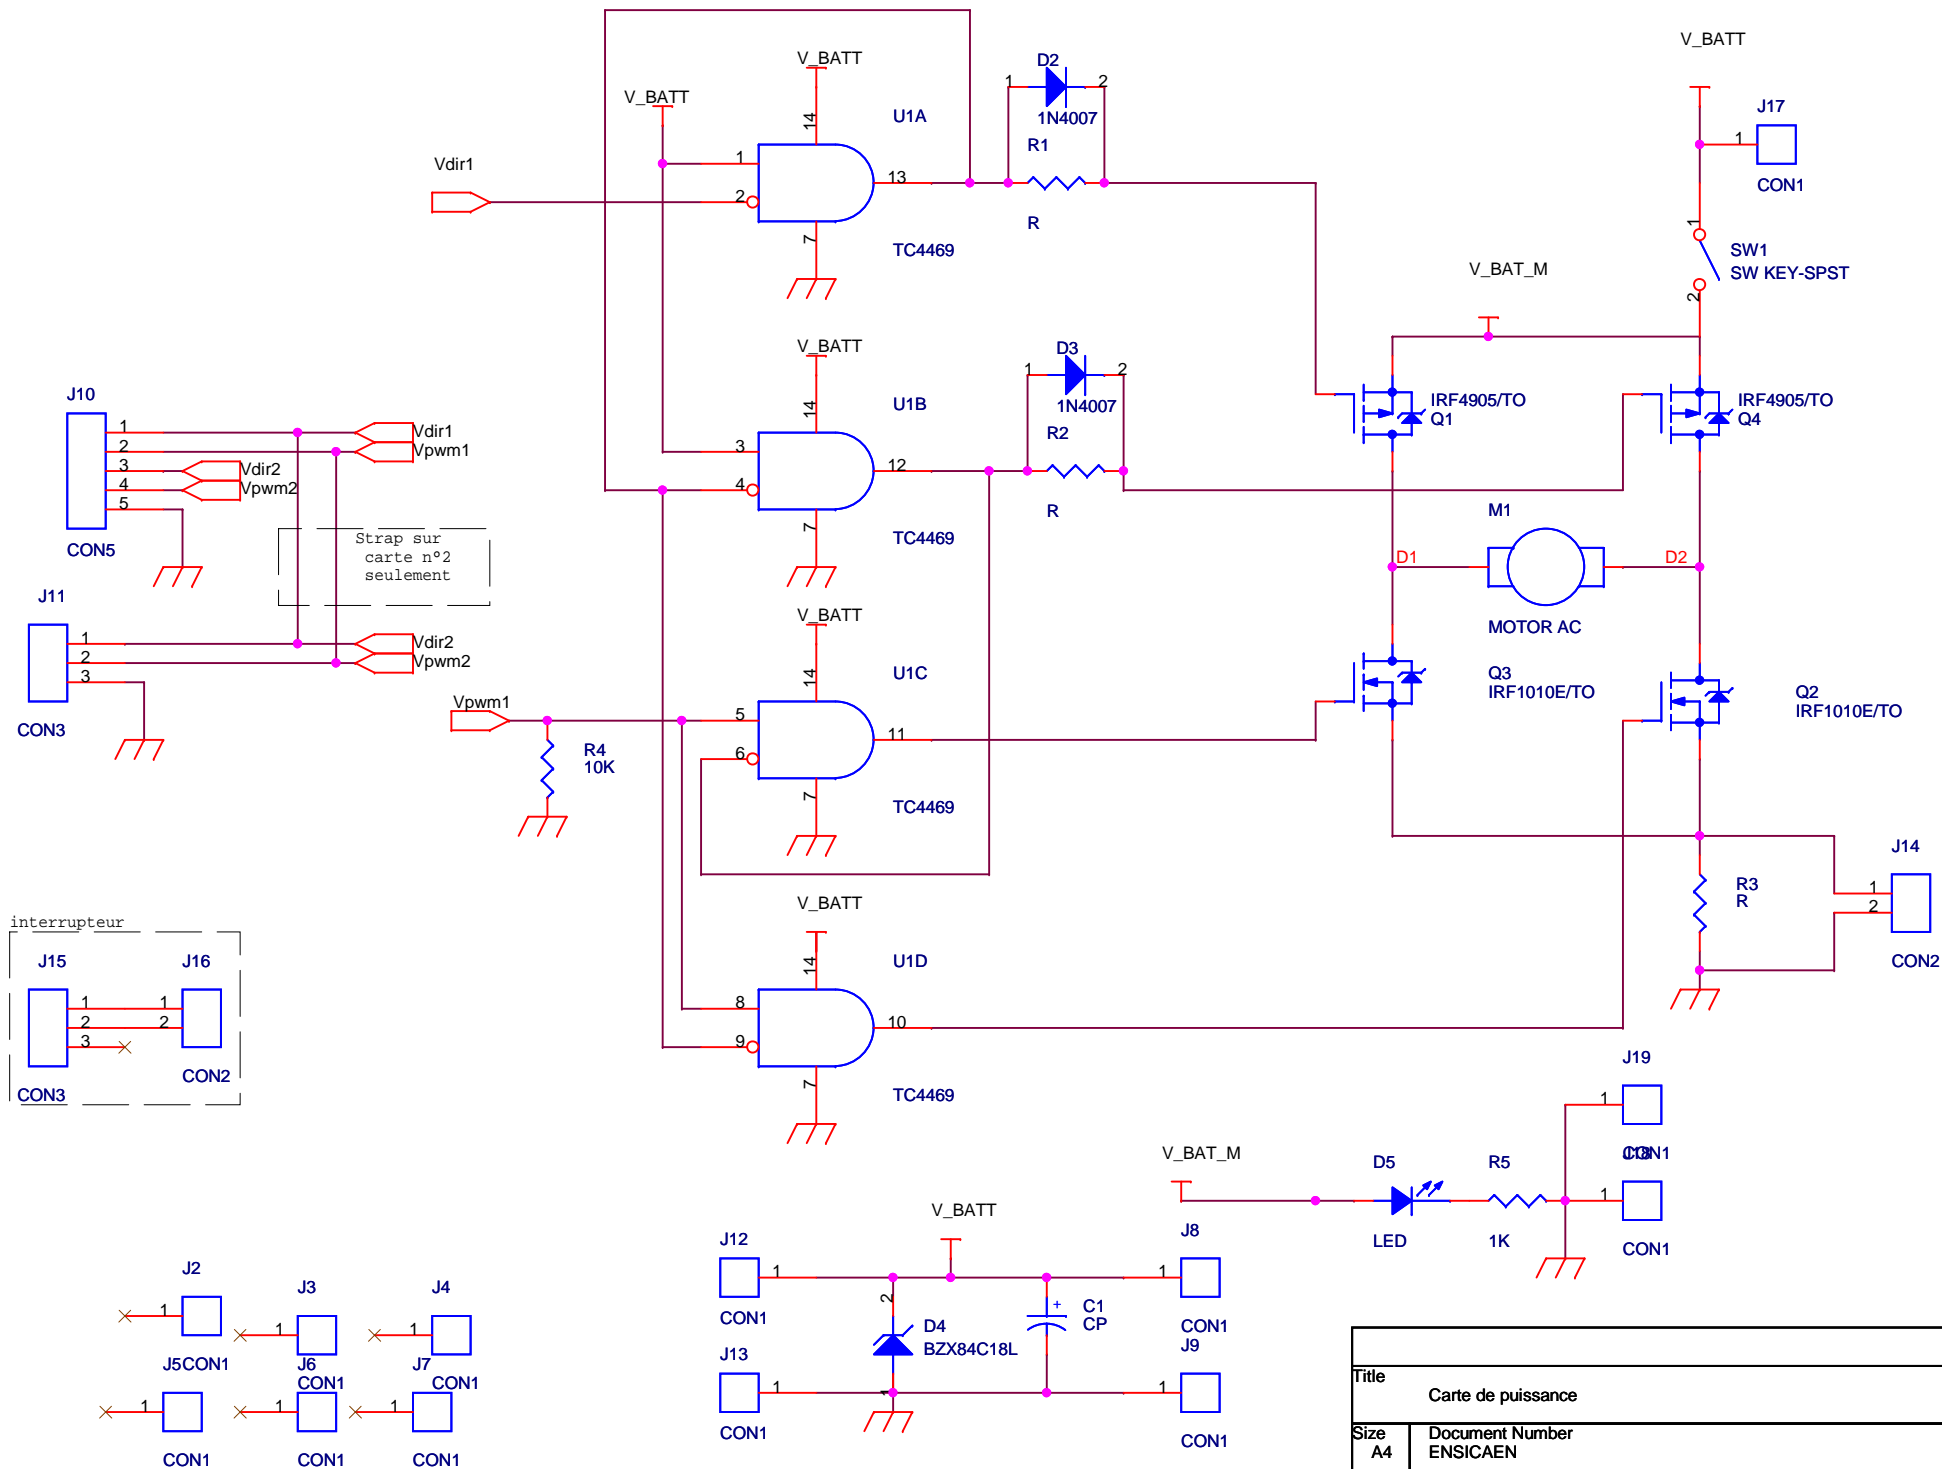 V_BATT
V_BATT
V_BATT
Vdir1
1
2
14
7
13
U1A
TC4469
D2
1
2
1N4007
R1
R
J17
1
CON1
1
2
SW1
SW KEY-SPST
V_BAT_M
V_BATT
3
4
14
7
12
U1B
TC4469
D3
1
2
1N4007
R2
R
IRF4905/TO
Q1
IRF4905/TO
Q4
J10
1
2
3
4
5
CON5
Vdir1
Vpwm1
Vdir2
Vpwm2
Strap sur
carte n°2
seulement
M1
D1
D2
MOTOR AC
J11
1
2
3
CON3
Vdir2
Vpwm2
V_BATT
Vpwm1
R4
10K
5
6
14
7
11
U1C
TC4469
Q3
IRF1010E/TO
Q2
IRF1010E/TO
J14
1
2
CON2
R3
R
V_BATT
8
9
14
7
10
U1D
TC4469
interrupteur
J15
1
2
3
CON3
J16
1
2
CON2
J19
1
CON1
J18
1
CON1
V_BAT_M
D5
LED
R5
1K
V_BATT
J12
1
CON1
J13
1
CON1
2
1
D4
BZX84C18L
+
C1
CP
J8
1
CON1
J9
1
CON1
J2
1
CON1
J3
1
CON1
J4
1
CON1
J5
1
CON1
J6
1
CON1
J7
1
CON1
Title
Carte de puissance
Size
A4
Document Number
ENSICAEN